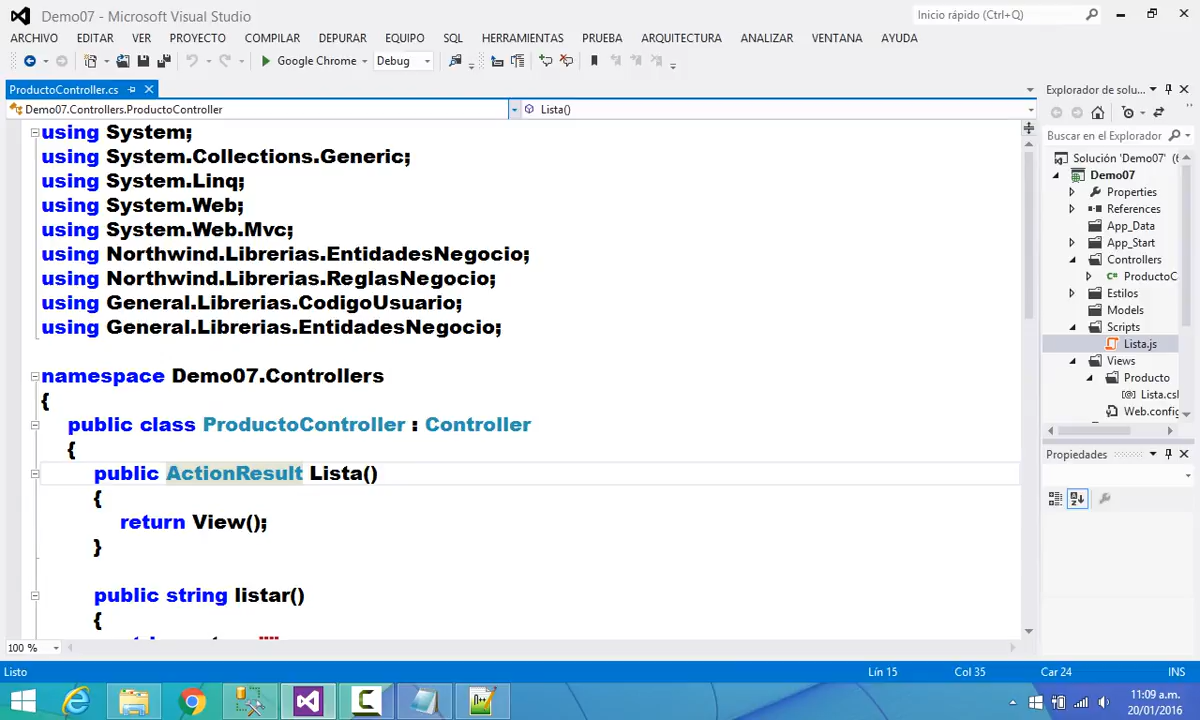 Demo07 - Microsoft Visual Studio
Inicio rápido (Ctrl+Q)
ARCHIVO EDITAR VER PROYECTO COMPILAR DEPURAR EQUIPO SQL HERRAMIENTAS PRUEBA ARQUITECTURA ANALIZAR VENTANA AYUDA
Google Chrome Debug
ProductoController.cs
Demo07.Controllers.ProductoController Lista()
using System;
using System.Collections.Generic;
using System.Linq;
using System.Web;
using System.Web.Mvc;
using Northwind.Librerias.EntidadesNegocio;
using Northwind.Librerias.ReglasNegocio;
using General.Librerias.CodigoUsuario;
using General.Librerias.EntidadesNegocio;
namespace Demo07.Controllers
{
public class ProductoController : Controller
{
public ActionResult Lista()
{
return View();
}
public string listar()
{
100 %
Explorador de solu...
Buscar en el Explorador
Solución 'Demo07' (6
Demo07
Properties
References
App_Data
App_Start
Controllers
ProductoC
Estilos
Models
Scripts
Lista.js
Views
Producto
Lista.csl
Web.config
Propiedades
Listo Lín 15 Col 35 Car 24 INS
11:09 a.m.
20/01/2016